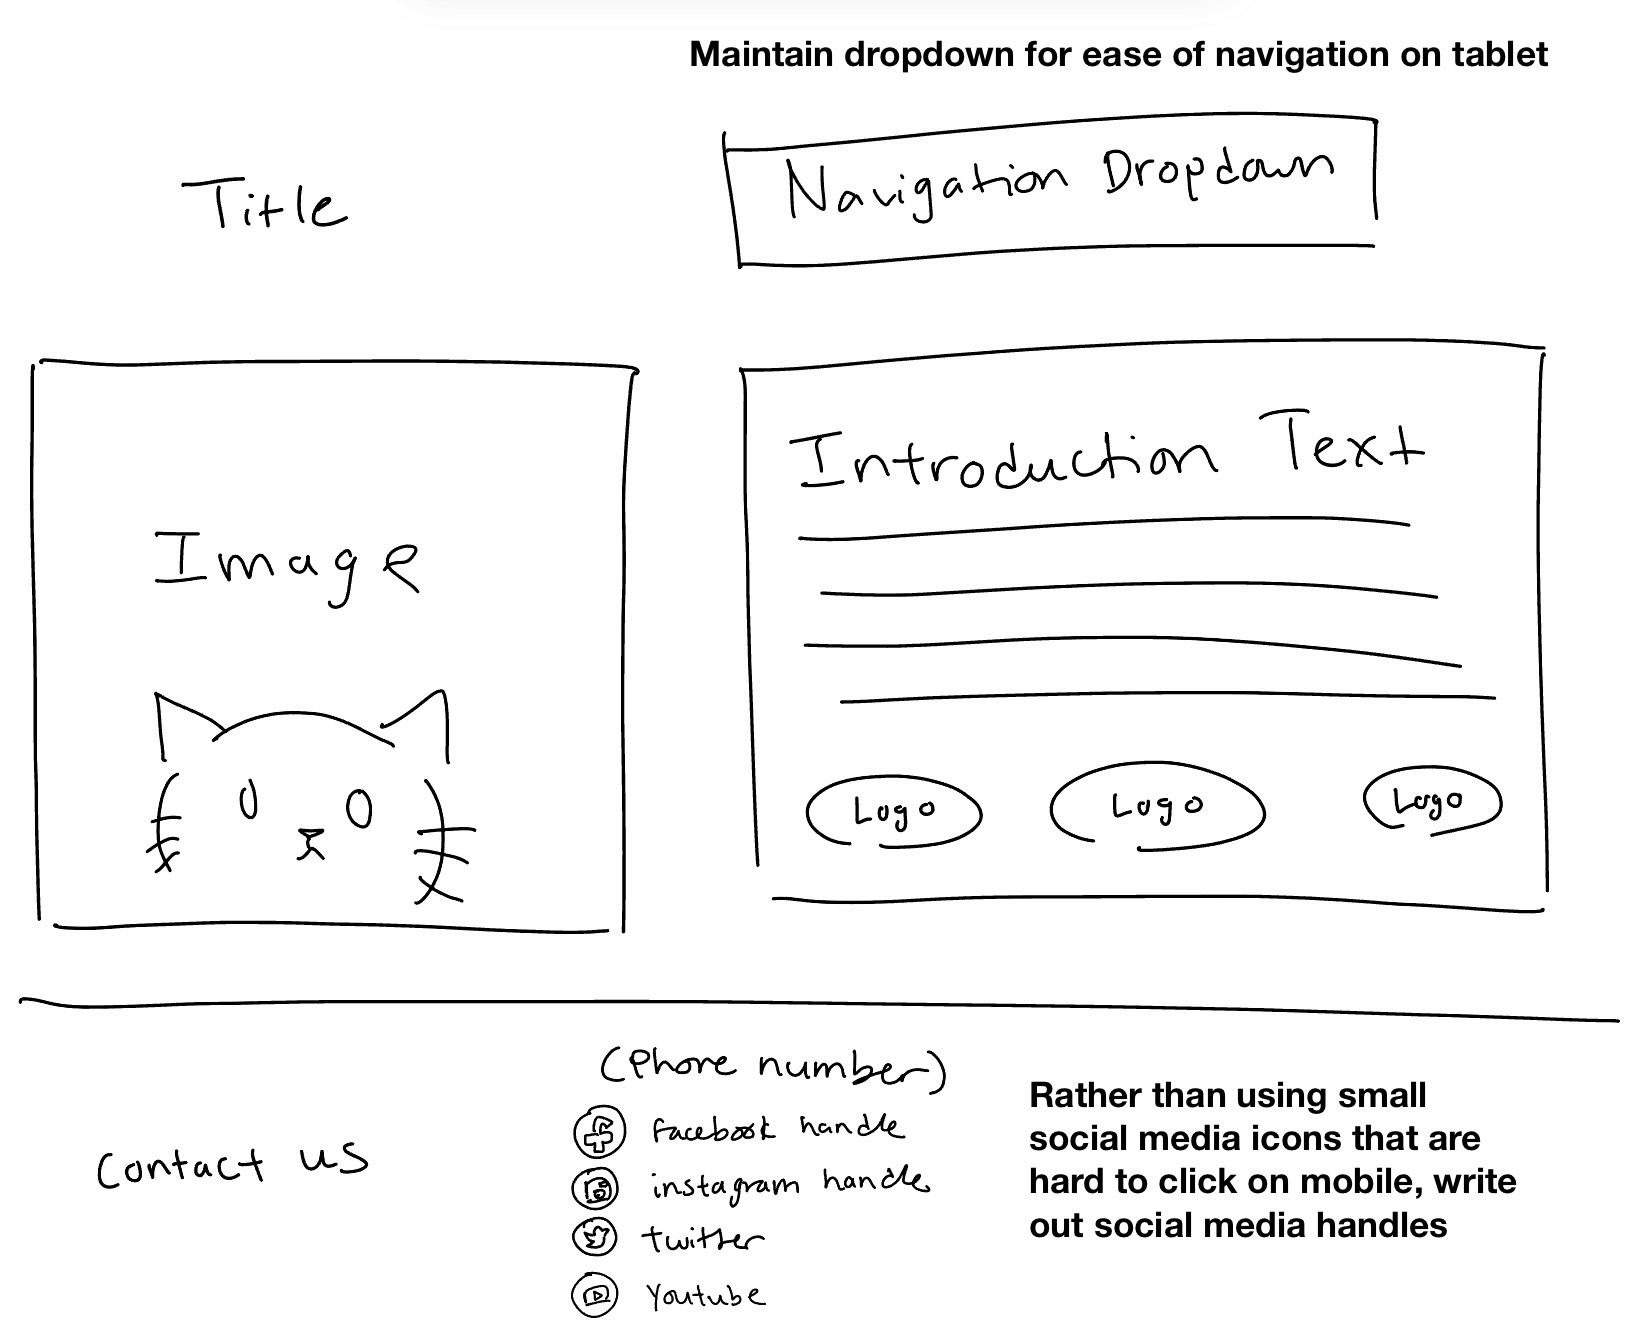 Maintain dropdown for ease of navigation on tablet
Title
Navigation Dropdown
Image
Introduction Text
Logo
Logo
Logo
Contact us
(Phone number)
facebook handle
instagram handle
twitter
Youtube
Rather than using small
social media icons that are
hard to click on mobile, write
out social media handles